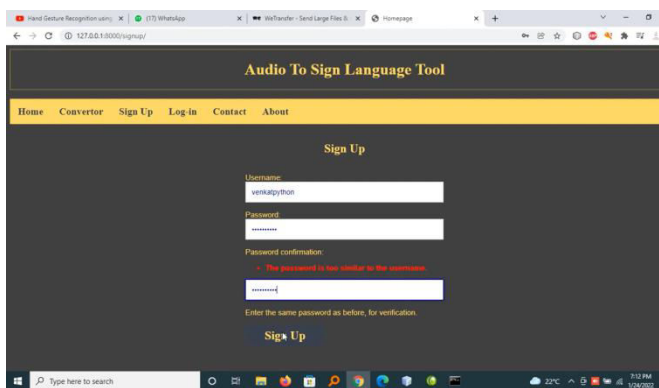 Hand Gesture Recognition using
(17) WhatsApp
WeTransfer - Send Large Files &
Homepage
127.0.0.1:8000/signup/
Audio To Sign Language Tool
Home Convertor Sign Up Log-in Contact About
Sign Up
Username:
venkatpython
Password:
Password confirmation:
The password is too similar to the username.
Enter the same password as before, for verification.
Sign Up
Type here to search
22°C
7:12 PM
1/24/2022